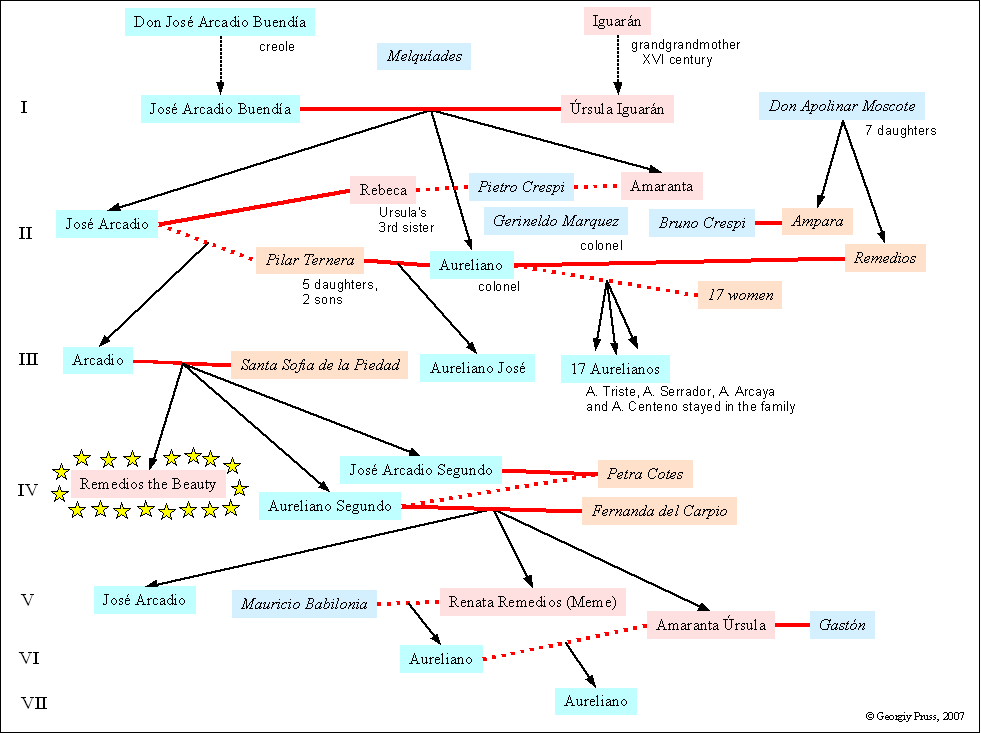 Don José Arcadio Buendía
Iguarán
creole
grandgrandmother
XVI century
Melquíades
I
José Arcadio Buendía
Úrsula Iguarán
Don Apolinar Moscote
7 daughters
Rebeca
Pietro Crespi
Amaranta
Ursula's
3rd sister
II
José Arcadio
Gerineldo Marquez
colonel
Bruno Crespi
Ampara
Pilar Ternera
5 daughters,
2 sons
Aureliano
colonel
Remedios
17 women
III
Arcadio
Santa Sofía de la Piedad
Aureliano José
17 Aurelianos
A. Triste, A. Serrador, A. Arcaya
and A. Centeno stayed in the family
IV
Remedios the Beauty
José Arcadio Segundo
Petra Cotes
Aureliano Segundo
Fernanda del Carpio
V
José Arcadio
Mauricio Babilonia
Renata Remedios (Meme)
Amaranta Úrsula
Gastón
VI
Aureliano
VII
Aureliano
© Georgiy Pruss, 2007